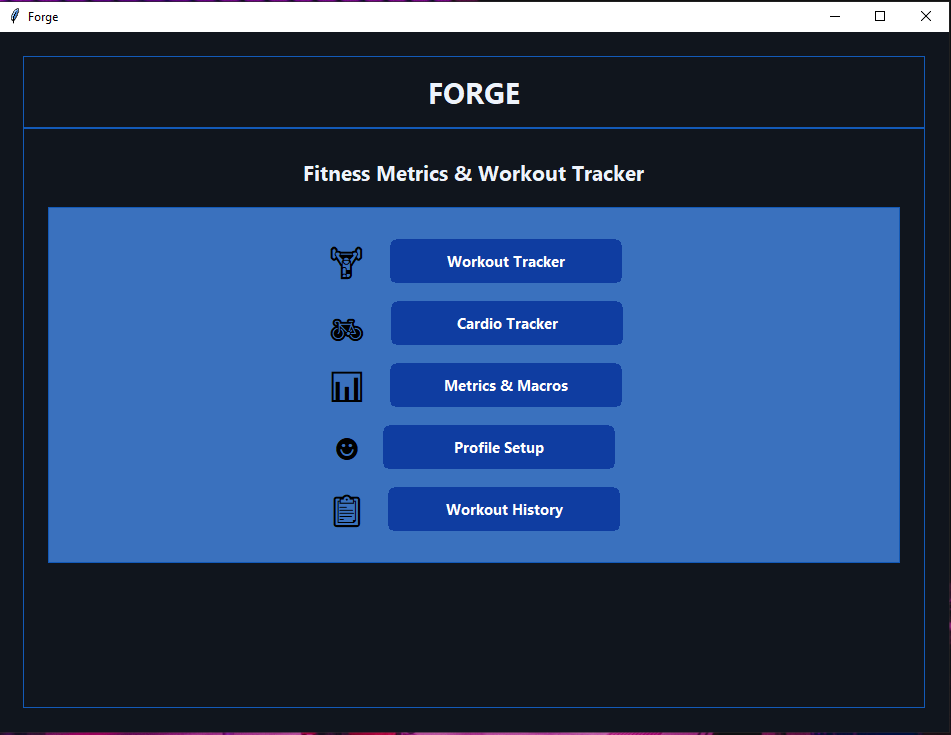 Forge
FORGE
Fitness Metrics & Workout Tracker
Workout Tracker
Cardio Tracker
Metrics & Macros
Profile Setup
Workout History